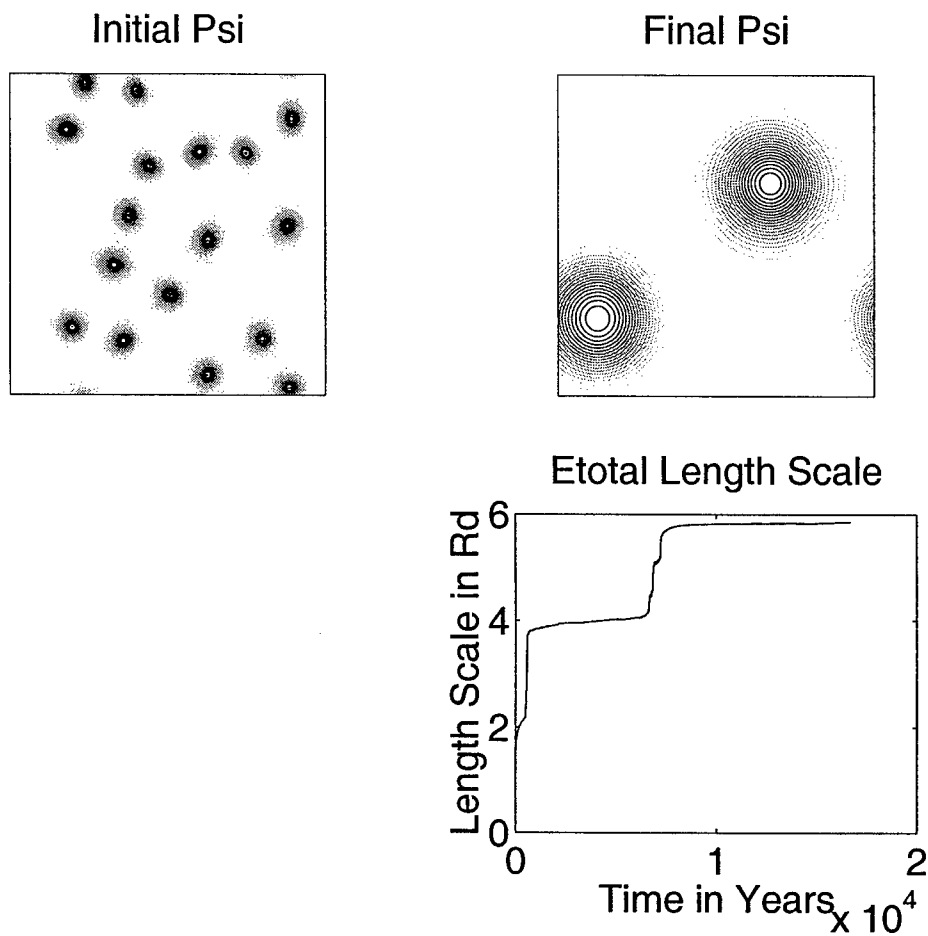 Initial Psi
Final Psi
Etotal Length Scale
Length Scale in Rd
6
4
2
0
0
1
2
Time in Years
x 10^4